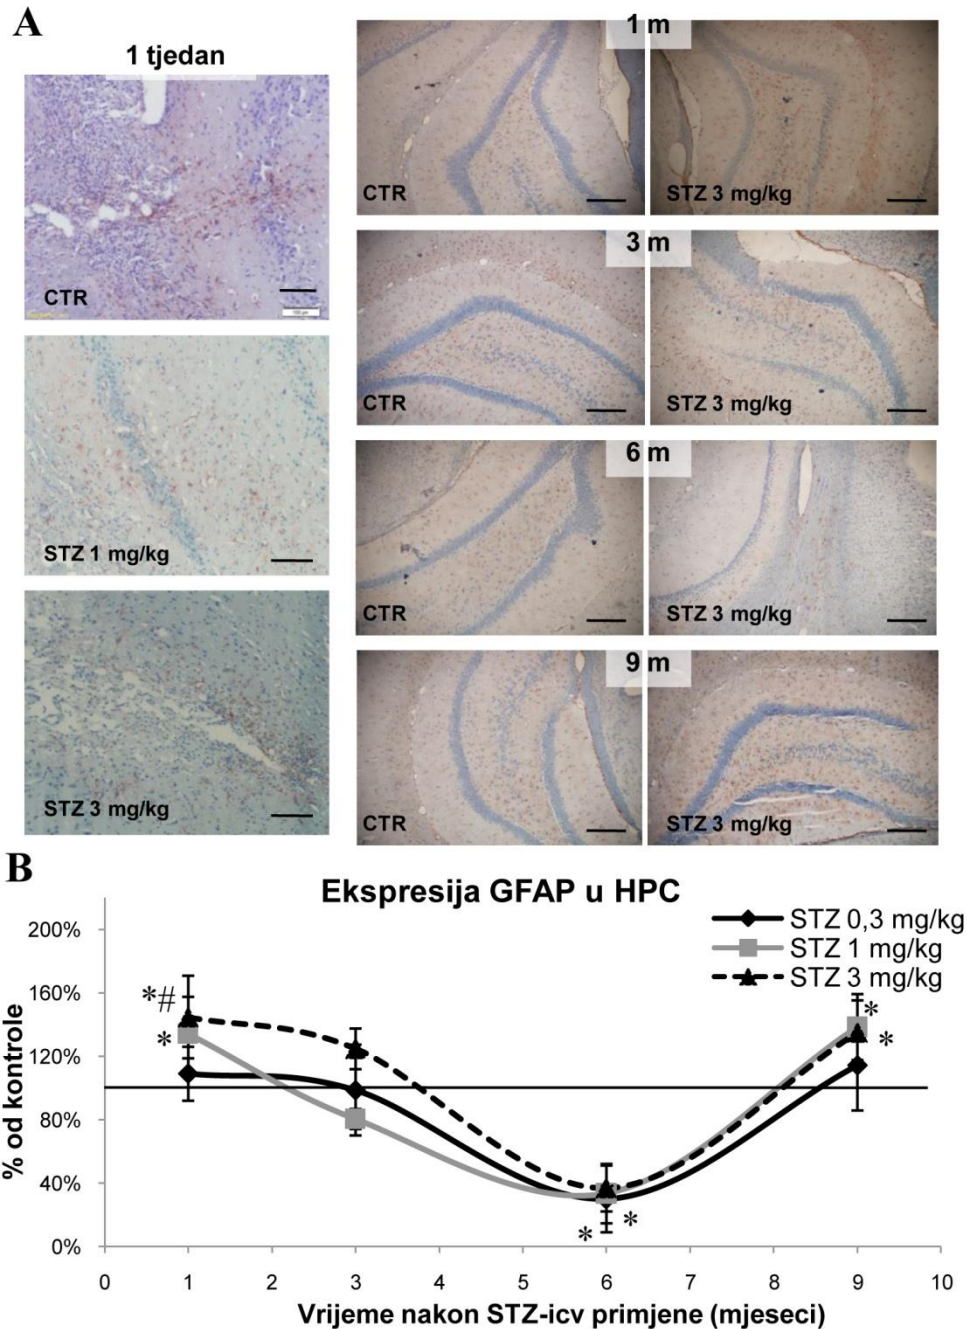 A
1 tjedan
CTR
STZ 1 mg/kg
STZ 3 mg/kg
1 m
CTR
STZ 3 mg/kg
3 m
CTR
STZ 3 mg/kg
6 m
CTR
STZ 3 mg/kg
9 m
CTR
STZ 3 mg/kg
B
Ekspresija GFAP u HPC
STZ 0,3 mg/kg
STZ 1 mg/kg
STZ 3 mg/kg
% od kontrole
200%
160%
120%
80%
40%
0%
*#
*
*
*
*
*
0 1 2 3 4 5 6 7 8 9 10
Vrijeme nakon STZ-icv primjene (mjeseci)